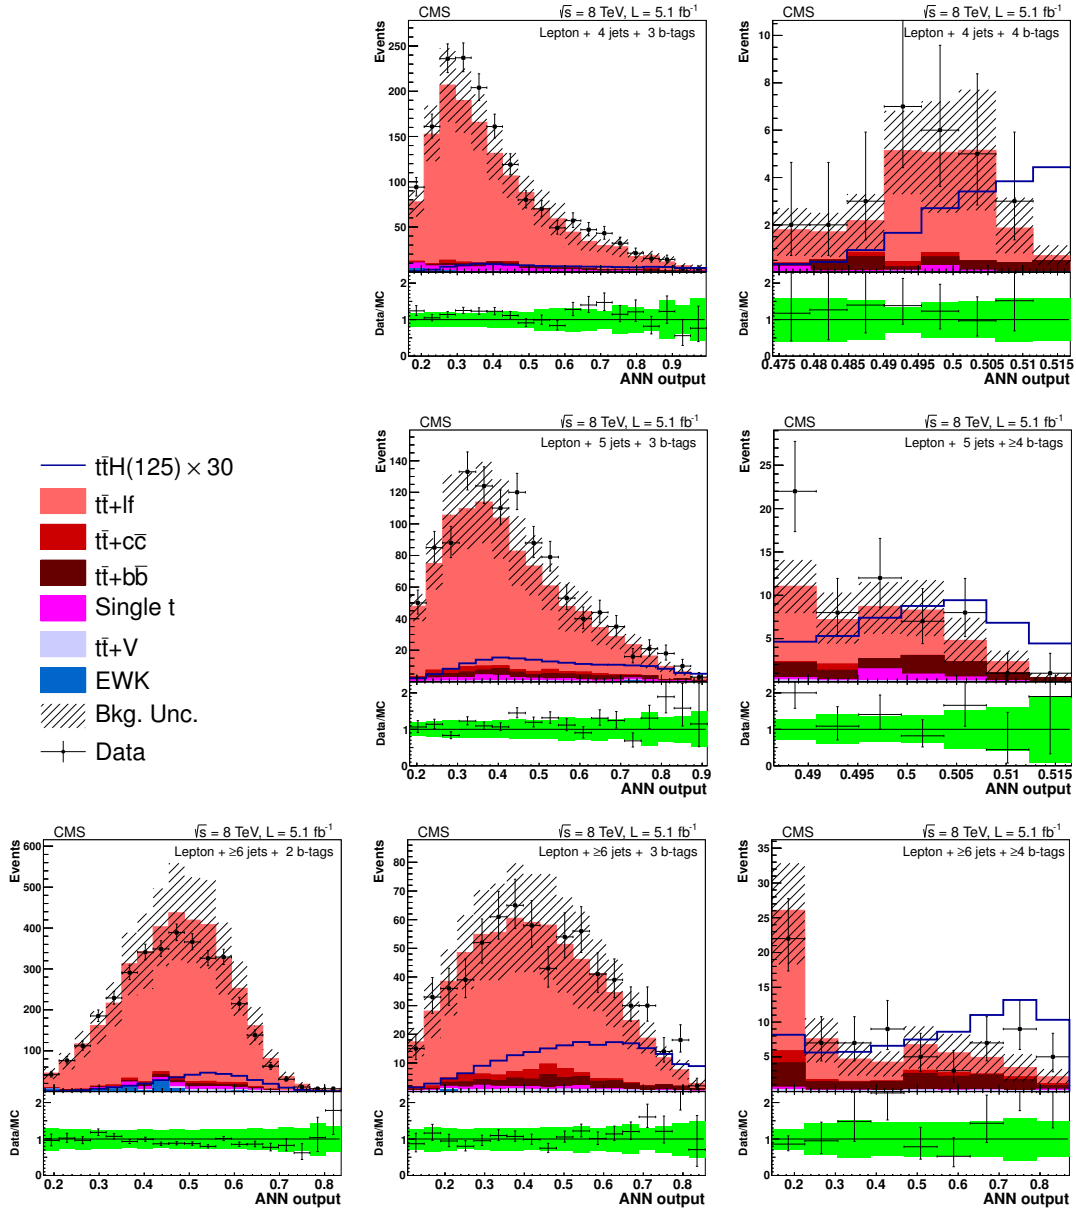 CMS
√s = 8 TeV, L = 5.1 fb⁻¹
Lepton + 4 jets + 3 b-tags
Events
250
200
150
100
50
Data/MC
2
1
0
0.2 0.3 0.4 0.5 0.6 0.7 0.8 0.9
ANN output
CMS
√s = 8 TeV, L = 5.1 fb⁻¹
Lepton + 4 jets + 4 b-tags
Events
10
8
6
4
2
Data/MC
2
1
0
0.475 0.48 0.485 0.49 0.495 0.5 0.505 0.51 0.515
ANN output
tt̄H(125) × 30
tt̄+lf
tt̄+cc̄
tt̄+bb̄
Single t
tt̄+V
EWK
Bkg. Unc.
Data
CMS
√s = 8 TeV, L = 5.1 fb⁻¹
Lepton + 5 jets + 3 b-tags
Events
140
120
100
80
60
40
20
Data/MC
2
1
0
0.2 0.3 0.4 0.5 0.6 0.7 0.8 0.9
ANN output
CMS
√s = 8 TeV, L = 5.1 fb⁻¹
Lepton + 5 jets + ≥4 b-tags
Events
25
20
15
10
5
Data/MC
2
1
0
0.49 0.495 0.5 0.505 0.51 0.515
ANN output
CMS
√s = 8 TeV, L = 5.1 fb⁻¹
Lepton + ≥6 jets + 2 b-tags
Events
600
500
400
300
200
100
Data/MC
2
1
0
0.2 0.3 0.4 0.5 0.6 0.7 0.8
ANN output
CMS
√s = 8 TeV, L = 5.1 fb⁻¹
Lepton + ≥6 jets + 3 b-tags
Events
80
70
60
50
40
30
20
10
Data/MC
2
1
0
0.2 0.3 0.4 0.5 0.6 0.7 0.8
ANN output
CMS
√s = 8 TeV, L = 5.1 fb⁻¹
Lepton + ≥6 jets + ≥4 b-tags
Events
35
30
25
20
15
10
5
Data/MC
2
1
0
0.2 0.3 0.4 0.5 0.6 0.7 0.8
ANN output